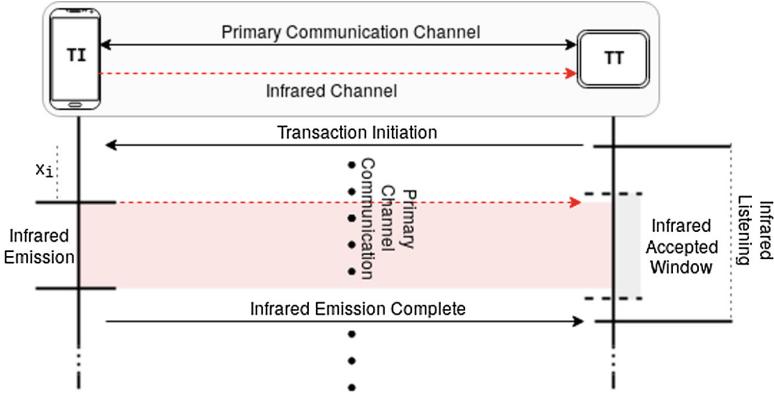 TI
Primary Communication Channel
TT
Infrared Channel
Transaction Initiation
xi
Primary
Channel
Communication
Infrared
Emission
Infrared
Accepted
Window
Infrared
Listening
Infrared Emission Complete